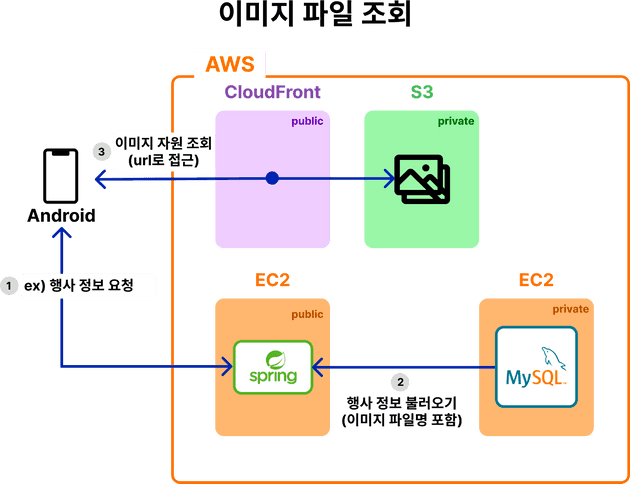 이미지 파일 조회
AWS
CloudFront
S3
public
private
3
이미지 자원 조회
(url로 접근)
Android
1
ex) 행사 정보 요청
EC2
EC2
public
private
spring
MySQL
2
행사 정보 불러오기
(이미지 파일명 포함)